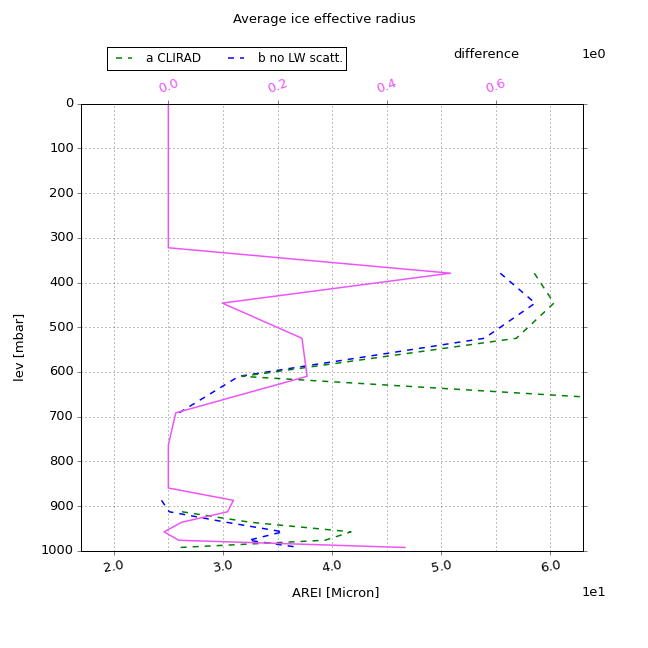 Average ice effective radius
a CLIRAD b no LW scatt.
difference 1e0
0.0 0.2 0.4 0.6
0
100
200
300
400
500
600
700
800
900
1000
lev [mbar]
2.0 3.0 4.0 5.0 6.0
AREI [Micron] 1e1